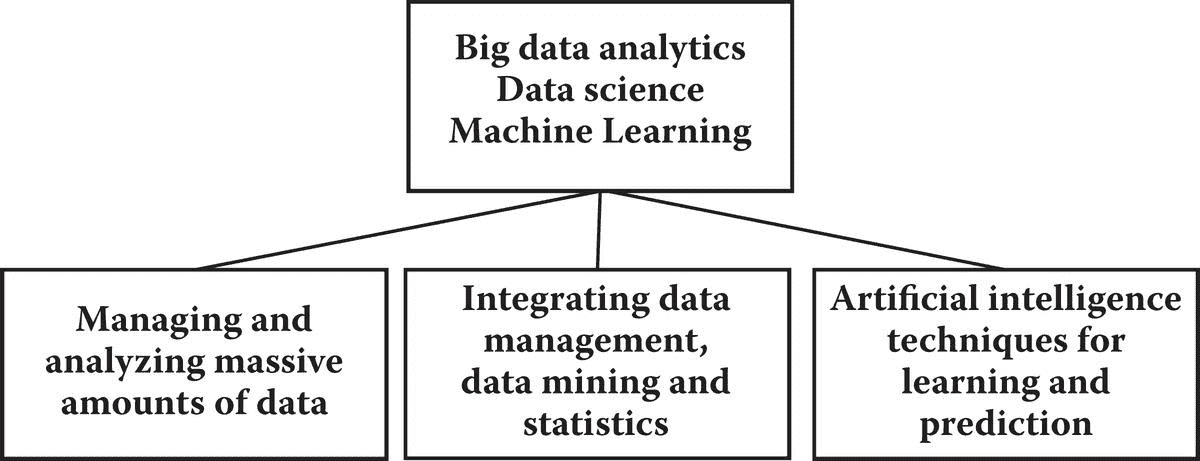 Big data analytics
Data science
Machine Learning
Managing and
analyzing massive
amounts of data
Integrating data
management,
data mining and
statistics
Artificial intelligence
techniques for
learning and
prediction